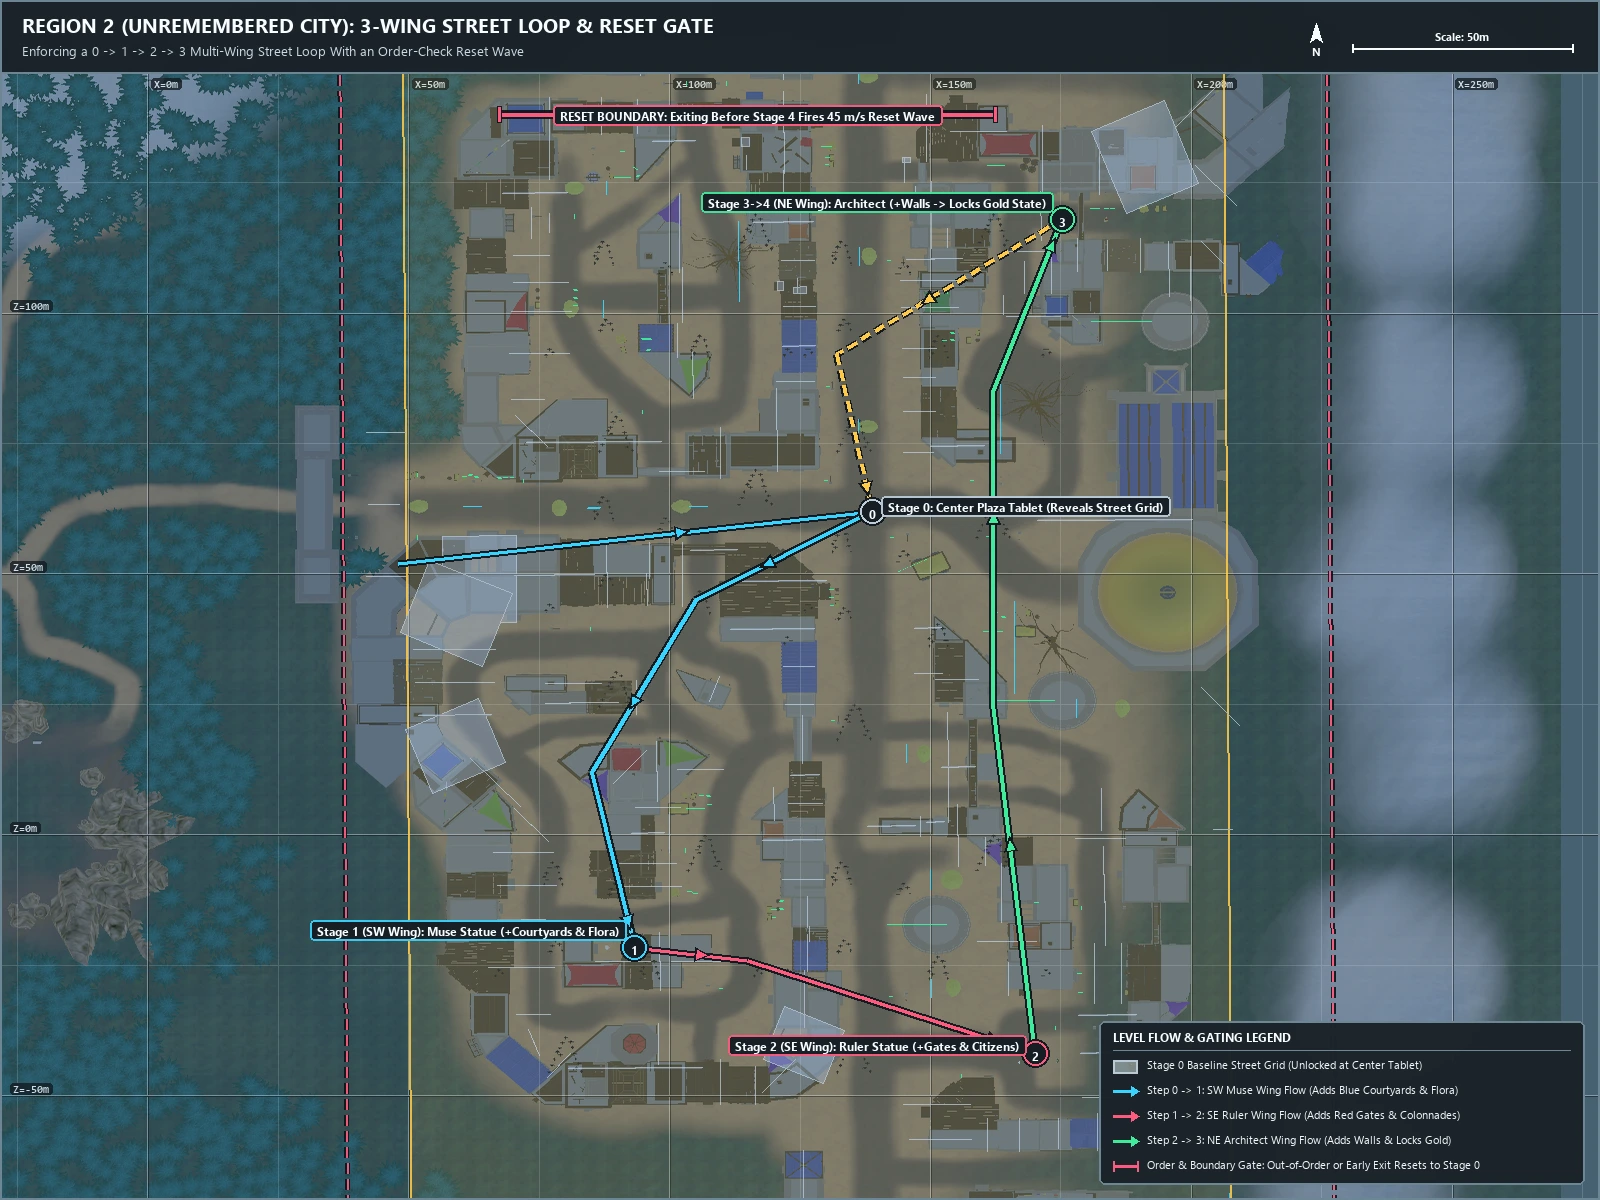 REGION 2 (UNREMEMBERED CITY): 3-WING STREET LOOP & RESET GATE
Enforcing a 0 -> 1 -> 2 -> 3 Multi-Wing Street Loop With an Order-Check Reset Wave
N
Scale: 50m
X=0m
X=50m
X=100m
X=150m
X=200m
X=250m
RESET BOUNDARY: Exiting Before Stage 4 Fires 45 m/s Reset Wave
Stage 3->4 (NE Wing): Architect (+Walls -> Locks Gold State)
3
Z=100m
0
Stage 0: Center Plaza Tablet (Reveals Street Grid)
Z=50m
Z=0m
Stage 1 (SW Wing): Muse Statue (+Courtyards & Flora)
1
Stage 2 (SE Wing): Ruler Statue (+Gates & Citizens)
2
Z=-50m
LEVEL FLOW & GATING LEGEND
Stage 0 Baseline Street Grid (Unlocked at Center Tablet)
Step 0 -> 1: SW Muse Wing Flow (Adds Blue Courtyards & Flora)
Step 1 -> 2: SE Ruler Wing Flow (Adds Red Gates & Colonnades)
Step 2 -> 3: NE Architect Wing Flow (Adds Walls & Locks Gold)
Order & Boundary Gate: Out-of-Order or Early Exit Resets to Stage 0